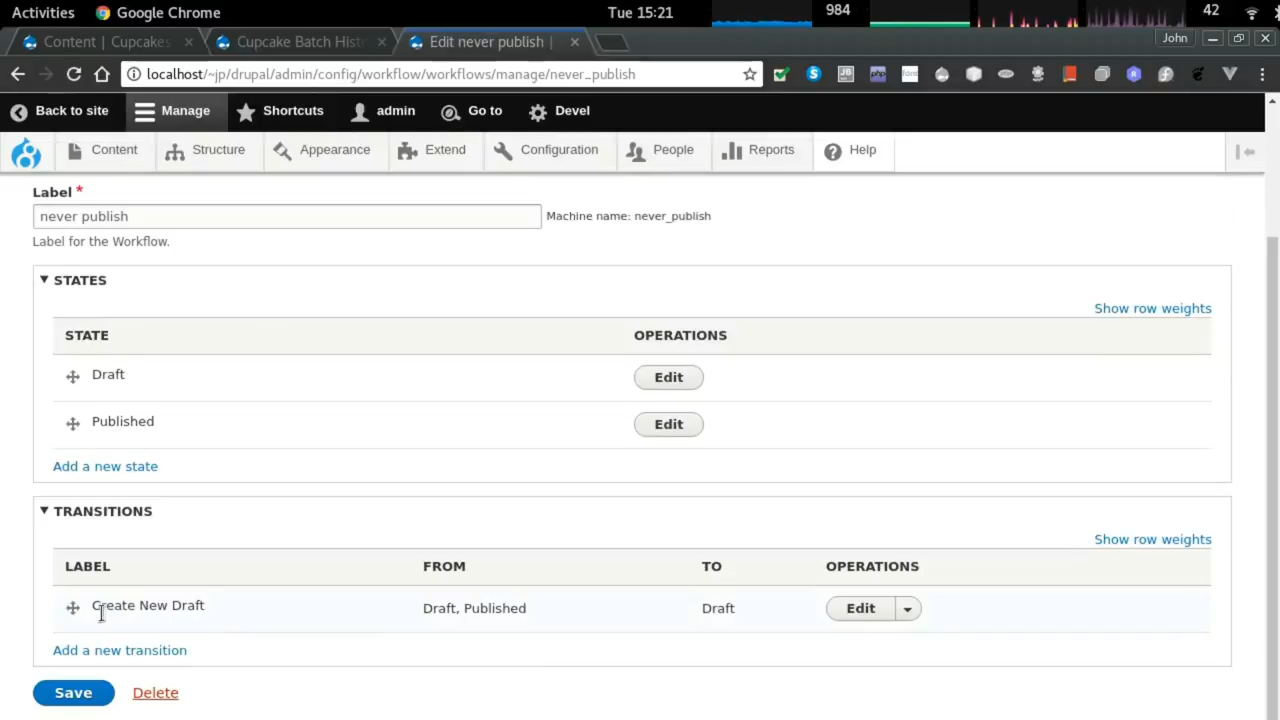 Activities Google Chrome Tue 15:21 984 42
Content | Cupcakes × Cupcake Batch Hist × Edit never publish | × John
localhost/~jp/drupal/admin/config/workflow/workflows/manage/never_publish
Back to site Manage Shortcuts admin Go to Devel
Content Structure Appearance Extend Configuration People Reports Help
Label *
never publish Machine name: never_publish
Label for the Workflow.
STATES
Show row weights
STATE OPERATIONS
Draft Edit
Published Edit
Add a new state
TRANSITIONS
Show row weights
LABEL FROM TO OPERATIONS
Create New Draft Draft, Published Draft Edit
Add a new transition
Save Delete